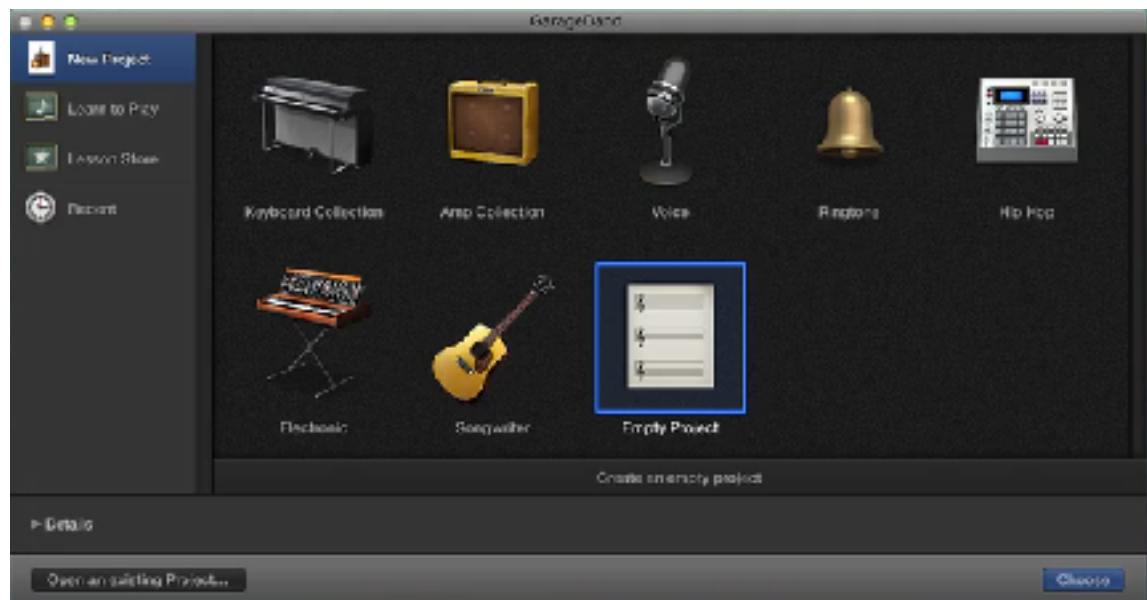 GarageBand
New Project
Learn to Play
Lesson Store
Recent
Keyboard Collection
Amp Collection
Voice
Ringtone
Hip Hop
Electronic
Songwriter
Empty Project
Create an empty project
Details
Open an existing Project...
Choose